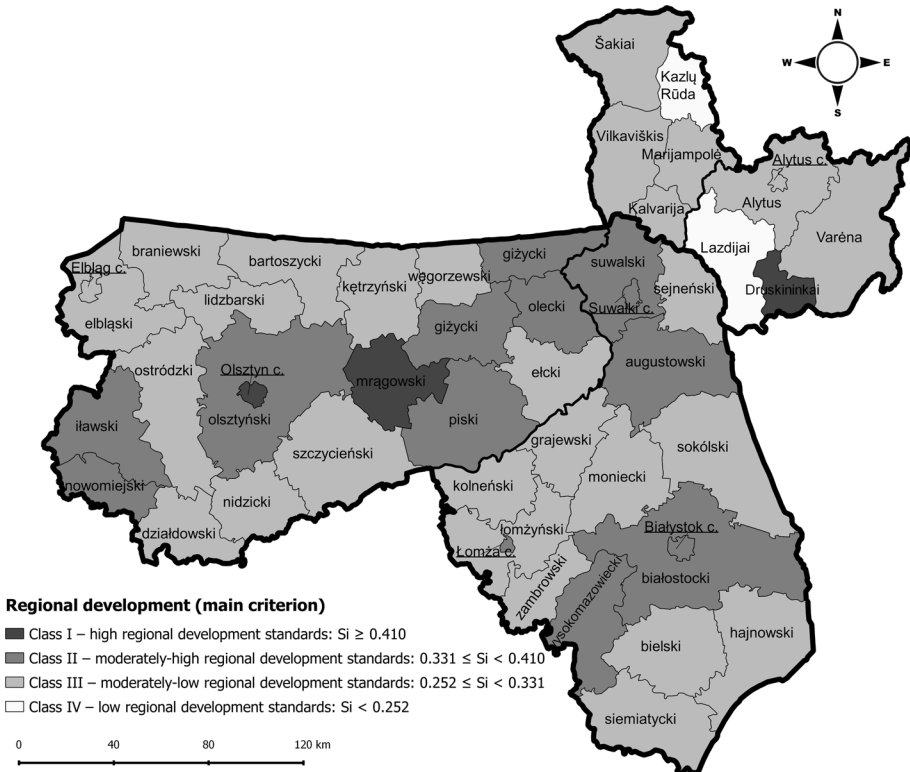 N
W E
S
Šakiai
Kazlų
Rūda
Vilkaviškis
Marijampolė
Kalvarija
Alytus c.
Alytus
Lazdijai
Varėna
Druskininkai
braniewski
Elbląg c.
bartoszycki
kętrzyński
węgorzewski
giżycki
suwalski
sejneński
Suwałki c.
lidzbarski
elbląski
olecki
giżycki
ostródzki
Olsztyn c.
mrągowski
ełcki
augustowski
iławski
olsztyński
piski
szczycieński
grajewski
sokólski
moniecki
nowomiejski
nidzicki
kolneński
działdowski
łomżyński
Łomża c.
Białystok c.
zambrowski
białostocki
wysokomazowiecki
hajnowski
bielski
siemiatycki
Regional development (main criterion)
Class I – high regional development standards: Si ≥ 0.410
Class II – moderately-high regional development standards: 0.331 ≤ Si < 0.410
Class III – moderately-low regional development standards: 0.252 ≤ Si < 0.331
Class IV – low regional development standards: Si < 0.252
0 40 80 120 km